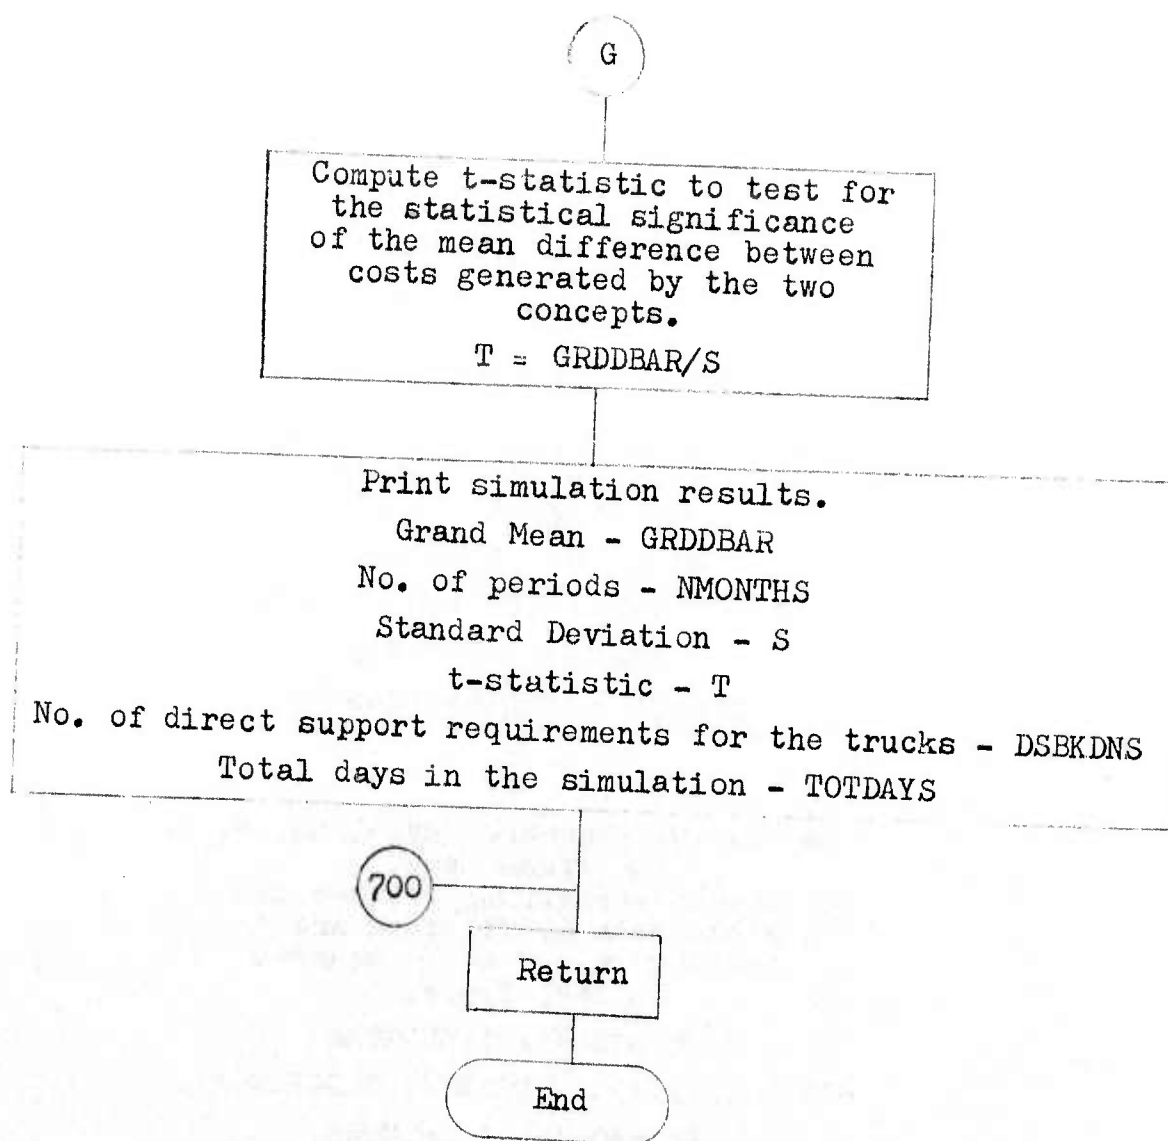 G
Compute t-statistic to test for
the statistical significance
of the mean difference between
costs generated by the two
concepts.
T = GRDDBAR/S
Print simulation results.
Grand Mean - GRDDBAR
No. of periods - NMONTHS
Standard Deviation - S
t-statistic - T
No. of direct support requirements for the trucks - DSBKDNS
Total days in the simulation - TOTDAYS
700
Return
End